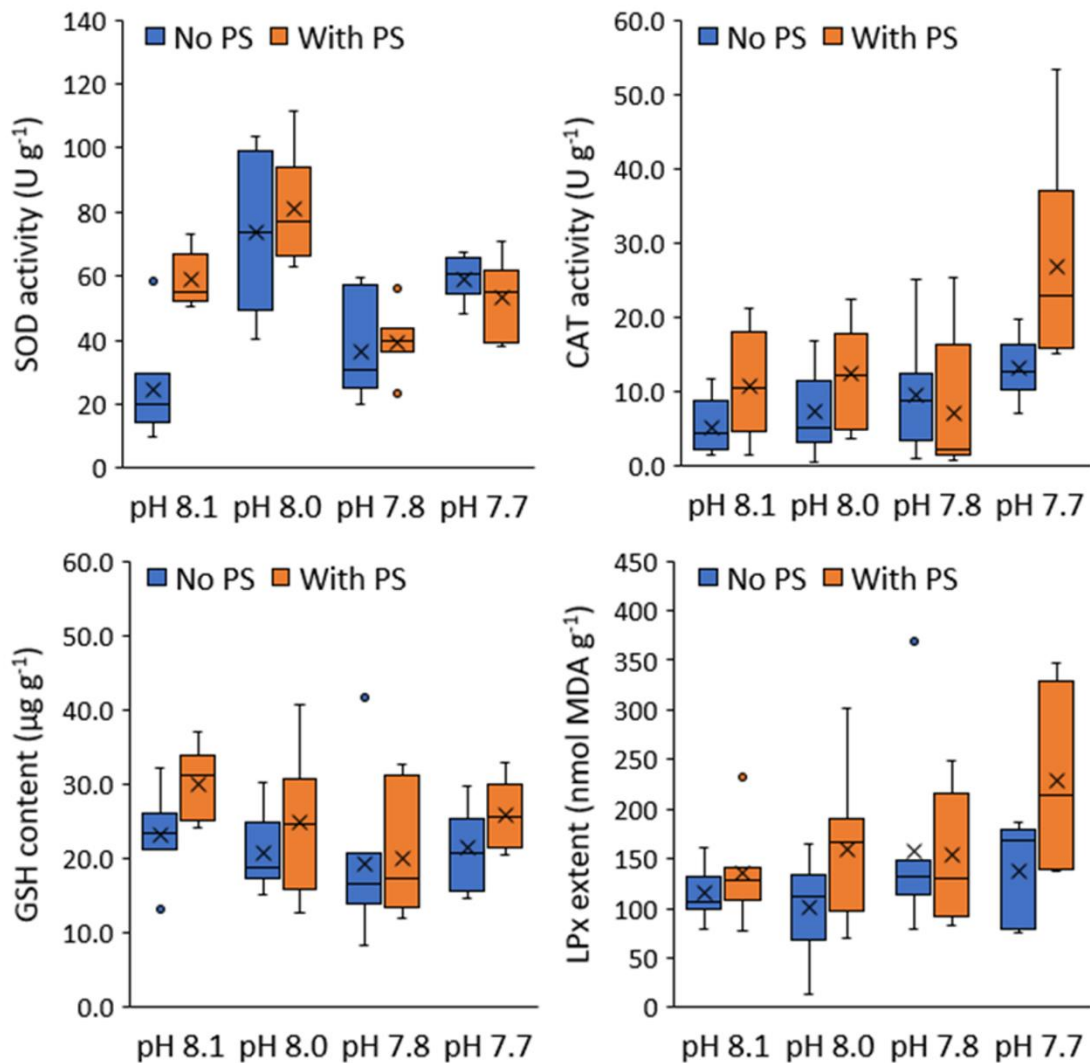 SOD activity (U g⁻¹)
140
120
100
80
60
40
20
0
No PS With PS
pH 8.1 pH 8.0 pH 7.8 pH 7.7
CAT activity (U g⁻¹)
60.0
50.0
40.0
30.0
20.0
10.0
0.0
No PS With PS
pH 8.1 pH 8.0 pH 7.8 pH 7.7
GSH content (µg g⁻¹)
60.0
50.0
40.0
30.0
20.0
10.0
0.0
No PS With PS
pH 8.1 pH 8.0 pH 7.8 pH 7.7
LPx extent (nmol MDA g⁻¹)
450
400
350
300
250
200
150
100
50
0
No PS With PS
pH 8.1 pH 8.0 pH 7.8 pH 7.7